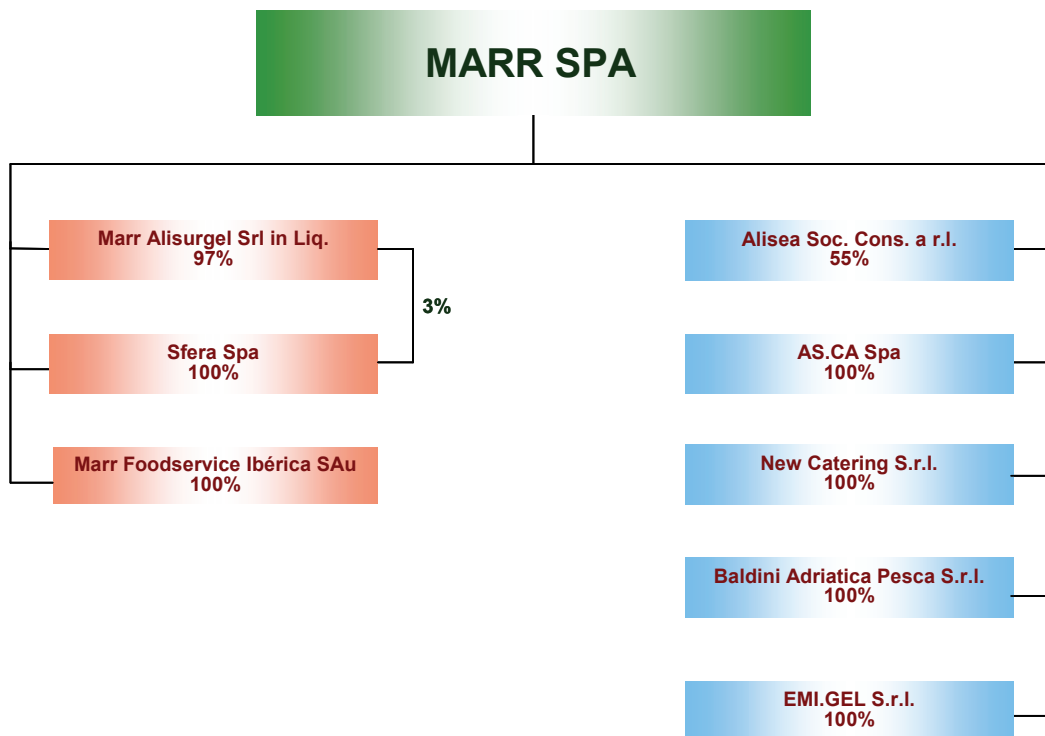 MARR SPA
Marr Alisurgel Srl in Liq.
97%
3%
Sfera Spa
100%
Marr Foodservice Ibérica SAu
100%
Alisea Soc. Cons. a r.l.
55%
AS.CA Spa
100%
New Catering S.r.l.
100%
Baldini Adriatica Pesca S.r.l.
100%
EMI.GEL S.r.l.
100%